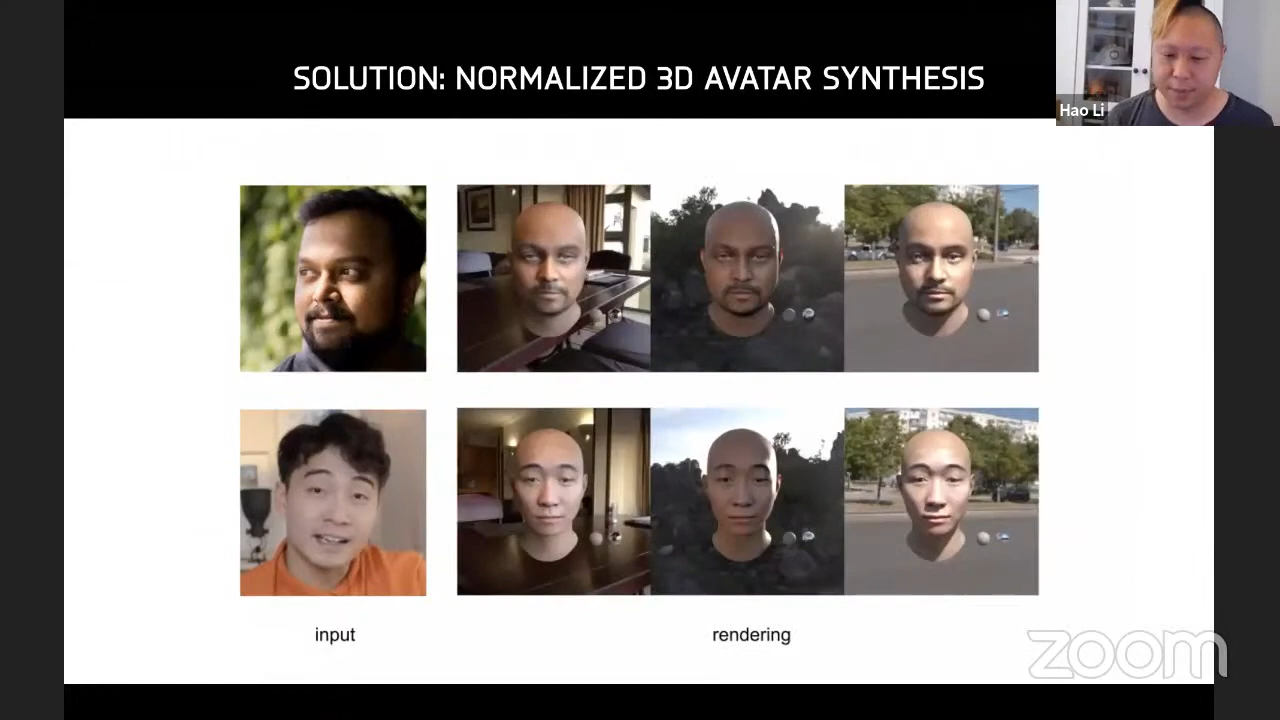 SOLUTION: NORMALIZED 3D AVATAR SYNTHESIS
Hao Li
input
rendering
zoom